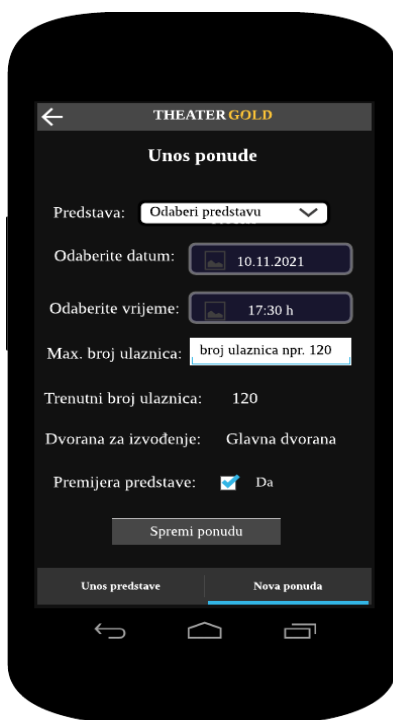 THEATER GOLD
Unos ponude
Predstava: Odaberi predstavu
Odaberite datum: 10.11.2021
Odaberite vrijeme: 17:30 h
Max. broj ulaznica: broj ulaznica npr. 120
Trenutni broj ulaznica: 120
Dvorana za izvođenje: Glavna dvorana
Premijera predstave: Da
Spremi ponudu
Unos predstave Nova ponuda